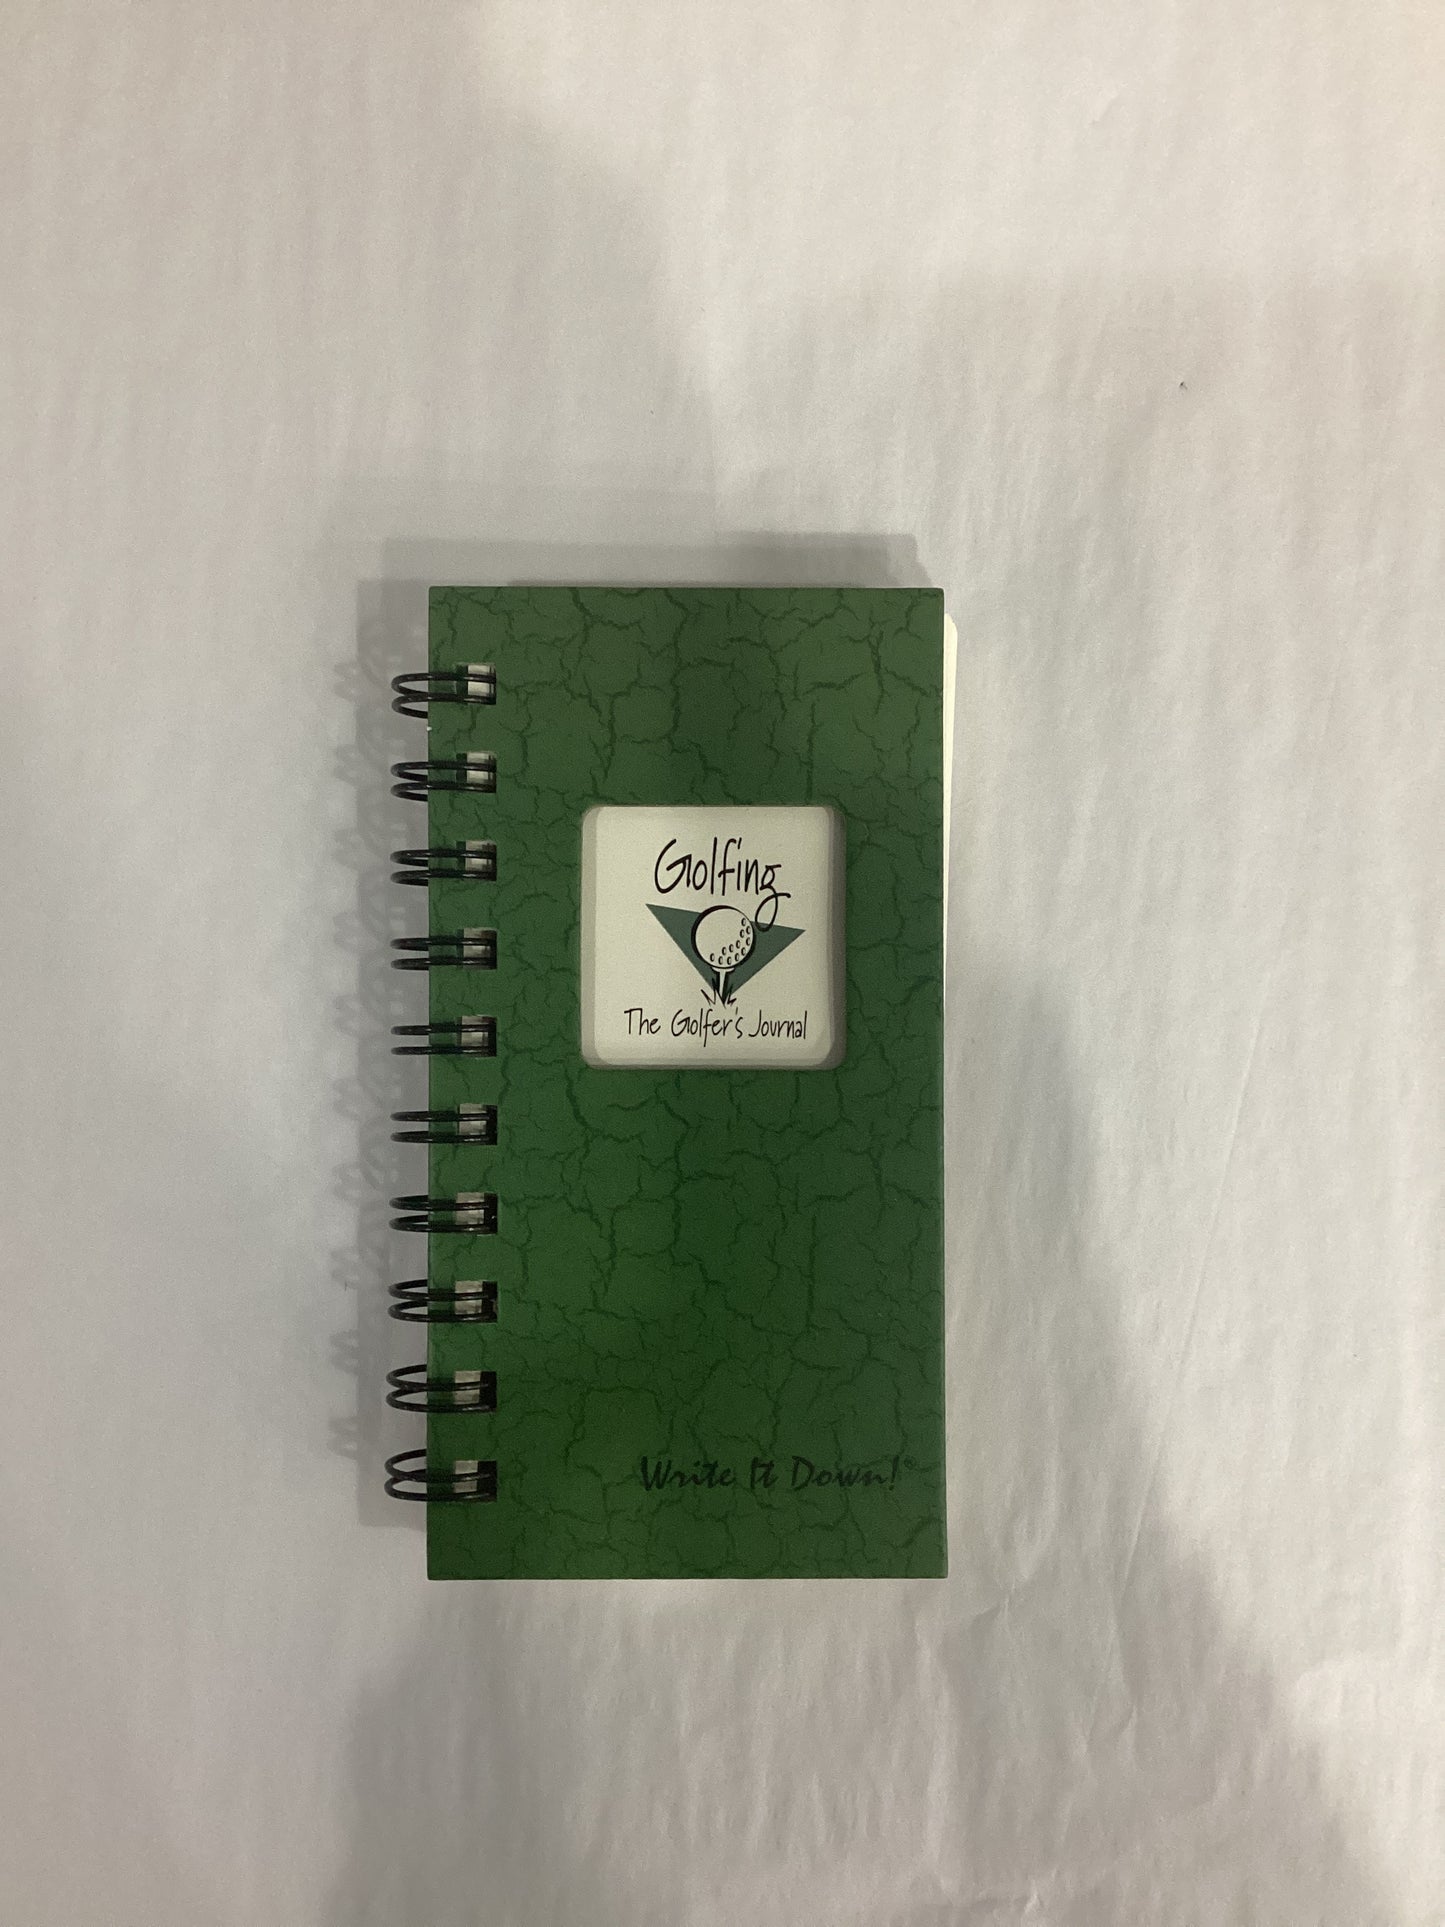 Golfing
The Golfer's Journal
Write It Down!®